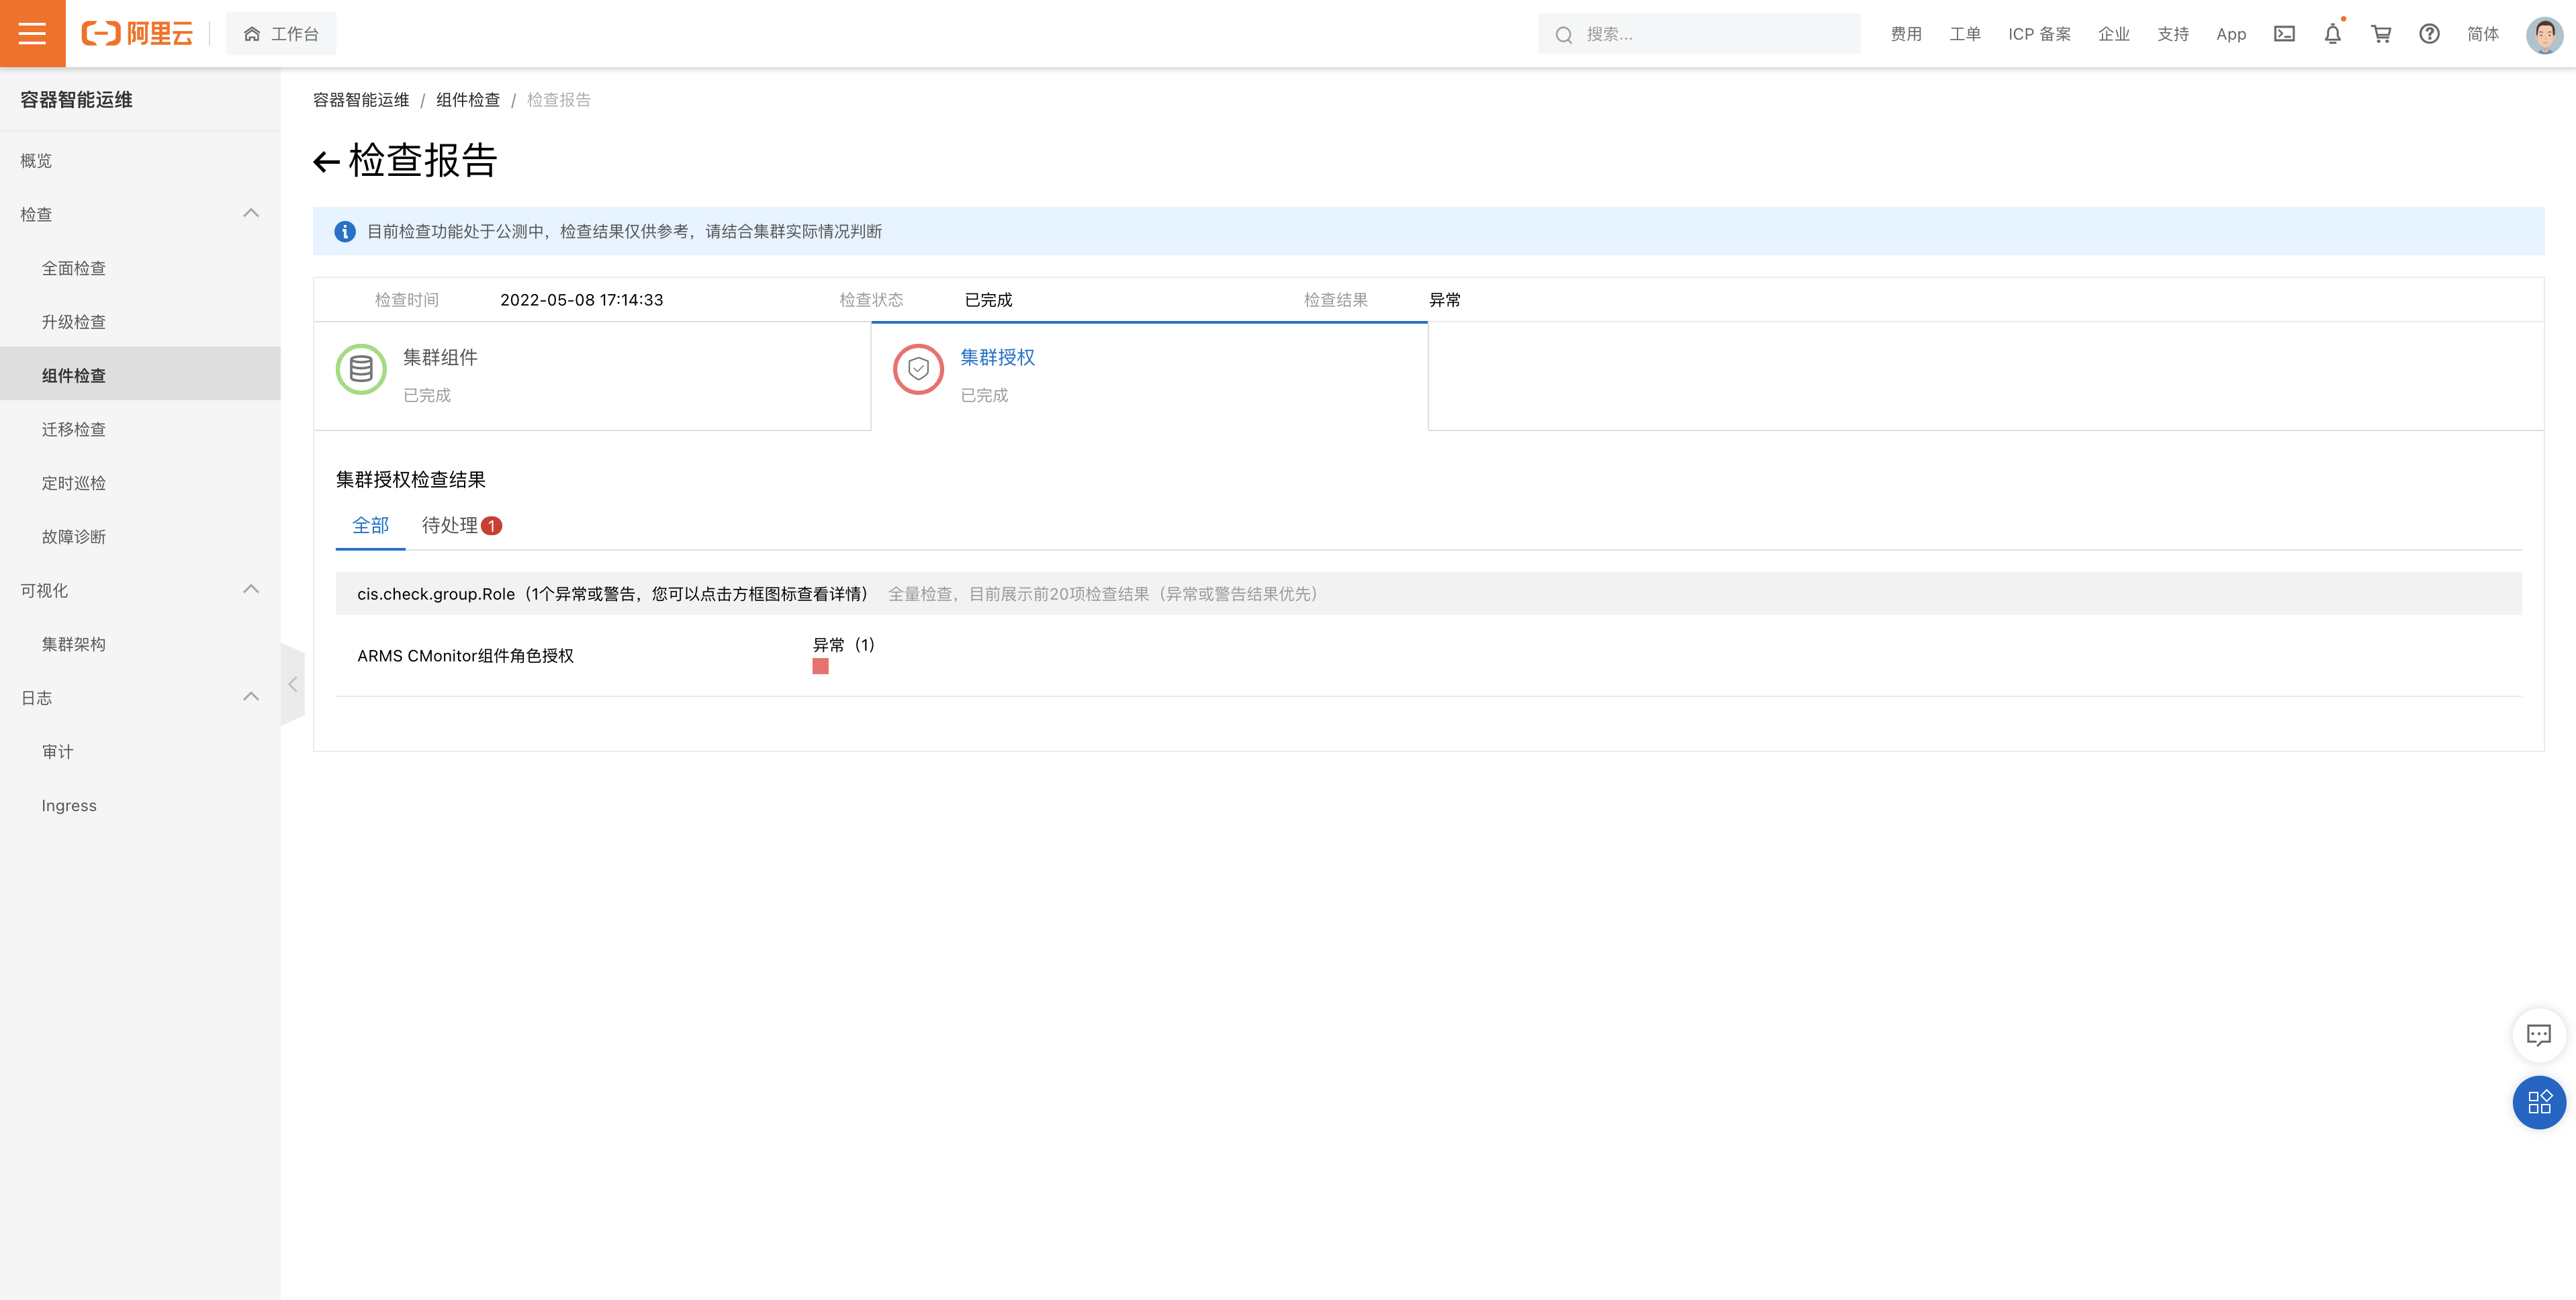 阿里云
工作台
搜索...
费用
工单
ICP 备案
企业
支持
App
简体
容器智能运维
概览
检查
全面检查
升级检查
组件检查
迁移检查
定时巡检
故障诊断
可视化
集群架构
日志
审计
Ingress
容器智能运维 / 组件检查 / 检查报告
检查报告
目前检查功能处于公测中，检查结果仅供参考，请结合集群实际情况判断
检查时间 2022-05-08 17:14:33 检查状态 已完成 检查结果 异常
集群组件
已完成
集群授权
已完成
集群授权检查结果
全部 待处理 1
cis.check.group.Role（1个异常或警告，您可以点击方框图标查看详情） 全量检查，目前展示前20项检查结果（异常或警告结果优先）
ARMS CMonitor组件角色授权
异常（1）